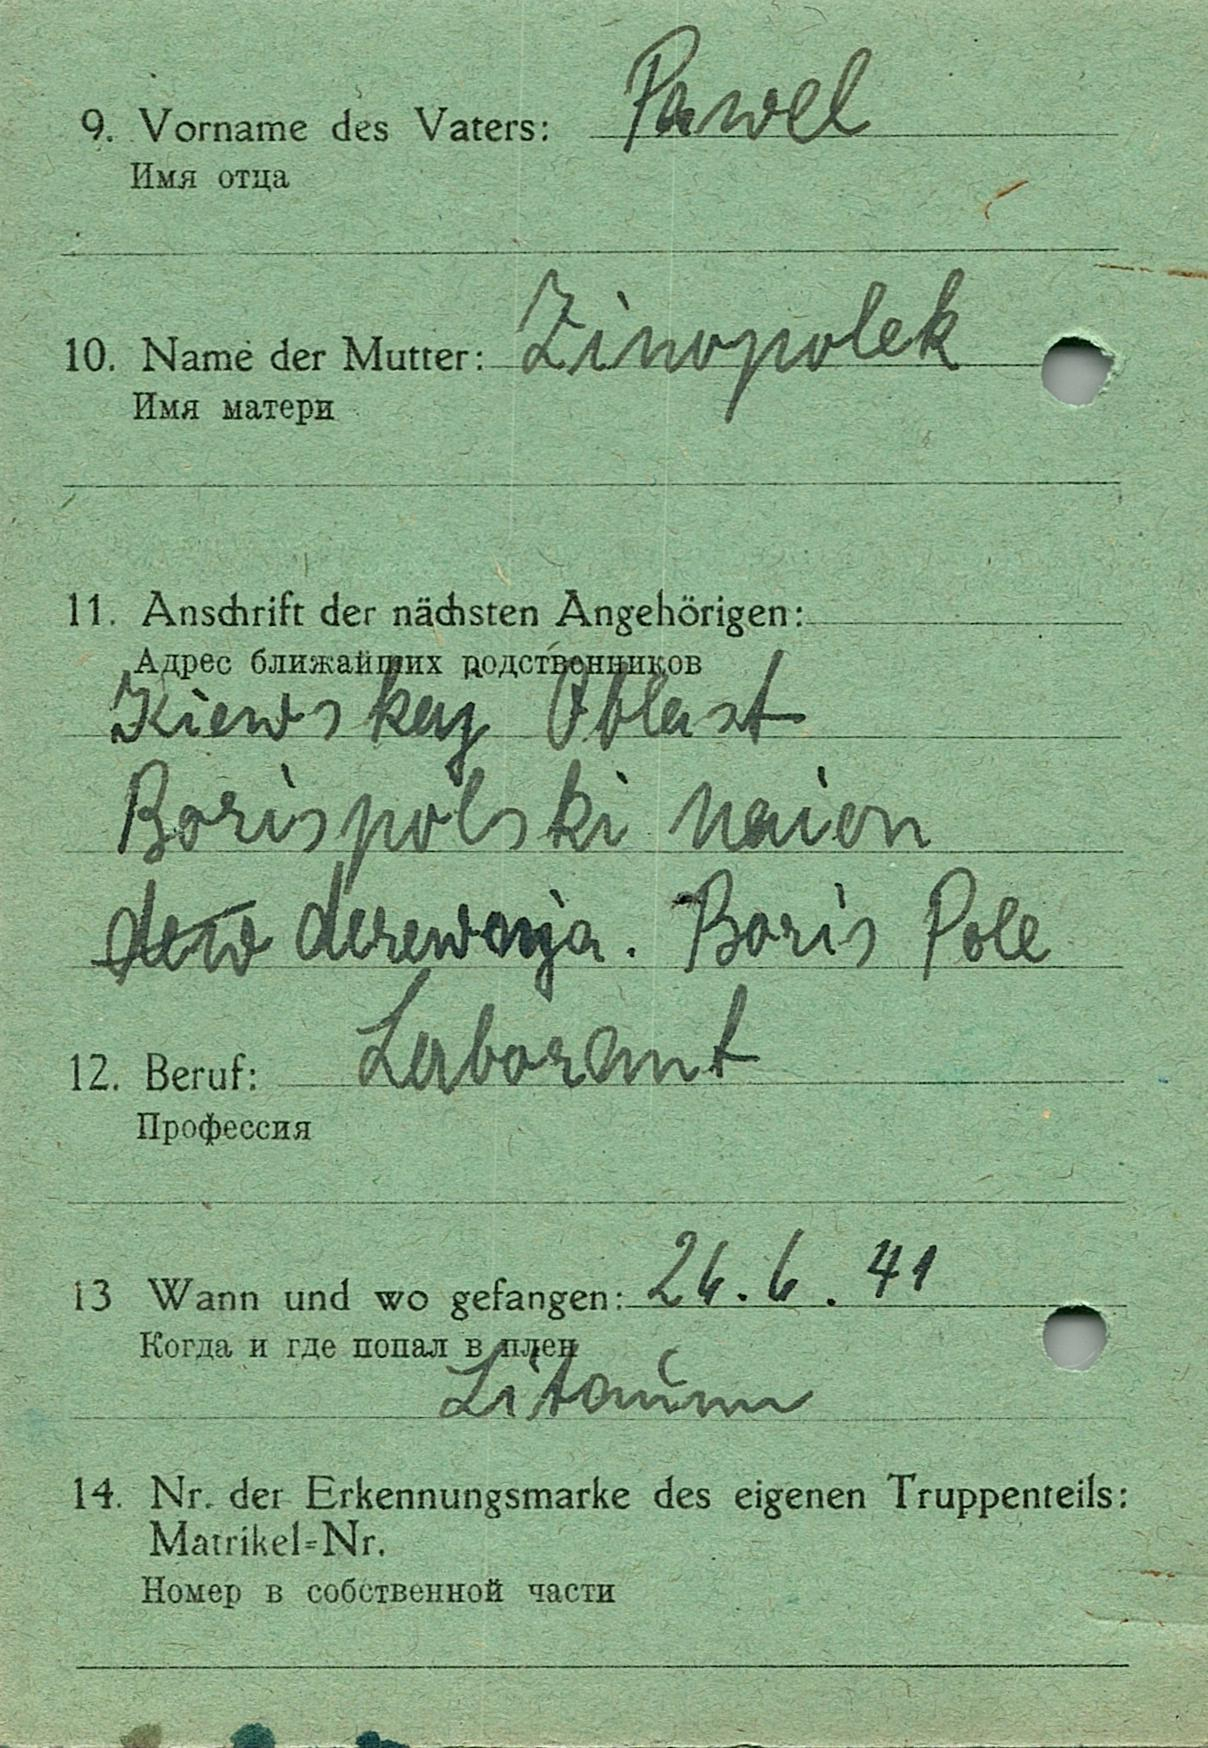 9. Vorname des Vaters: Pawel
Имя отца
10. Name der Mutter: Zinopolek
Имя матери
11. Anschrift der nächsten Angehörigen:
Адрес ближайших родственников
Kiewskay Oblast
Borispolski Raion
derewnja. Boris Pole
12. Beruf: Laborant
Профессия
13 Wann und wo gefangen: 26.6.41
Когда и где попал в плен
Litauen
14. Nr. der Erkennungsmarke des eigenen Truppenteils:
Matrikel=Nr.
Номер в собственной части